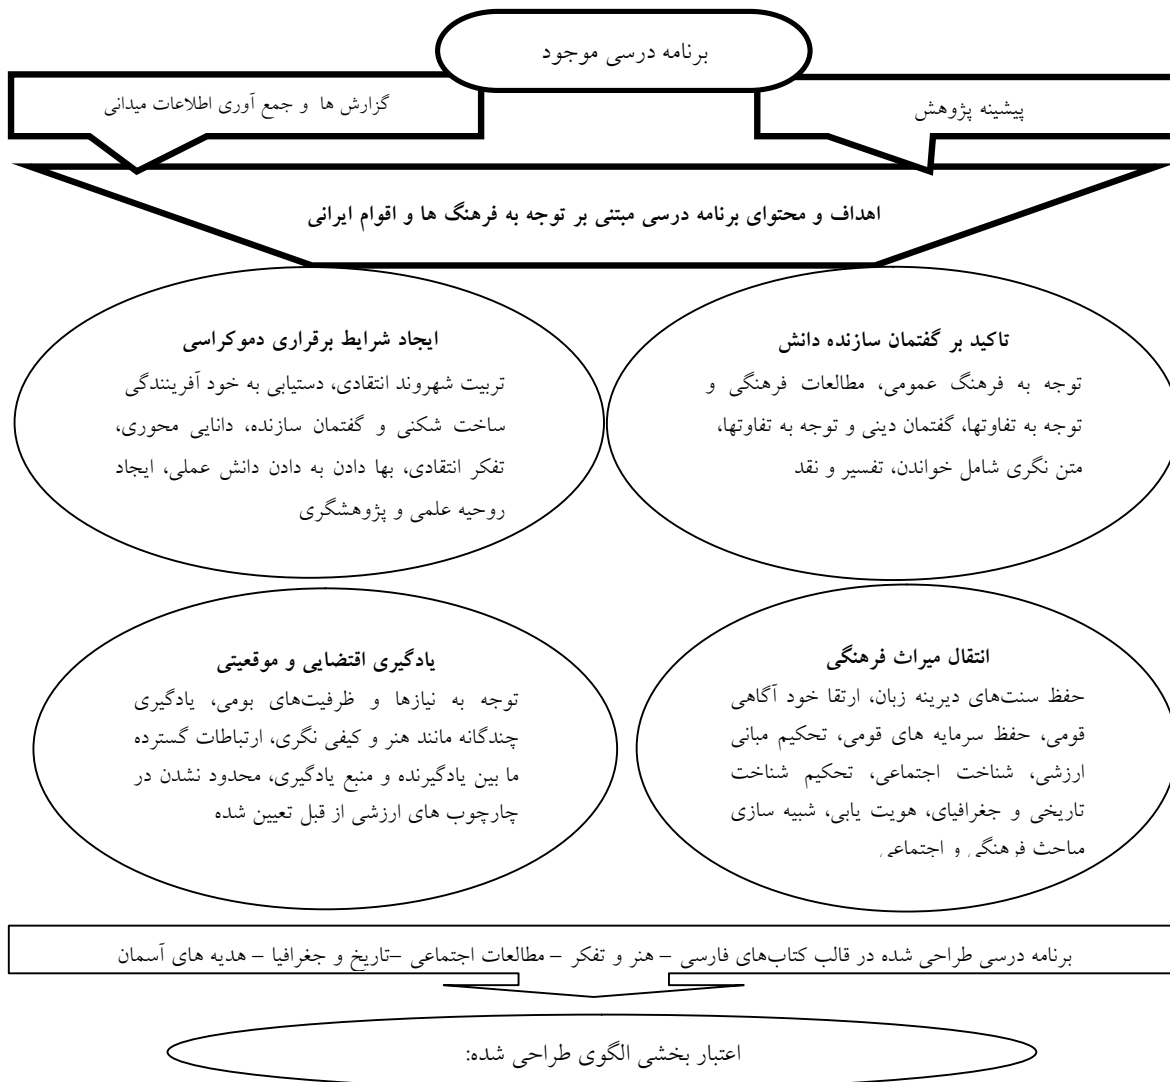 برنامه درسی موجود
پیشینه پژوهش
گزارش ها و جمع آوری اطلاعات میدانی
اهداف و محتوای برنامه درسی مبتنی بر توجه به فرهنگ ها و اقوام ایرانی
تاکید بر گفتمان سازنده دانش
توجه به فرهنگ عمومی، مطالعات فرهنگی و
توجه به تفاوتها، گفتمان دینی و توجه به تفاوتها،
متن نگری شامل خواندن، تفسیر و نقد
ایجاد شرایط برقراری دموکراسی
تربیت شهروند انتقادی، دستیابی به خود آفرینندگی
ساخت شکنی و گفتمان سازنده، دانایی محوری،
تفکر انتقادی، بها دادن به دادن دانش عملی، ایجاد
روحیه علمی و پژوهشگری
انتقال میراث فرهنگی
حفظ سنت‌های دیرینه زبان، ارتقا خود آگاهی
قومی، حفظ سرمایه های قومی، تحکیم مبانی
ارزشی، شناخت اجتماعی، تحکیم شناخت
تاریخی و جغرافیای، هویت یابی، شبیه سازی
مباحث فرهنگی و اجتماعی
یادگیری اقتضایی و موقعیتی
توجه به نیازها و ظرفیت‌های بومی، یادگیری
چندگانه مانند هنر و کیفی نگری، ارتباطات گسترده
ما بین یادگیرنده و منبع یادگیری، محدود نشدن در
چارچوب های ارزشی از قبل تعیین شده
برنامه درسی طراحی شده در قالب کتاب‌های فارسی – هنر و تفکر – مطالعات اجتماعی –تاریخ و جغرافیا – هدیه های آسمان
اعتبار بخشی الگوی طراحی شده: